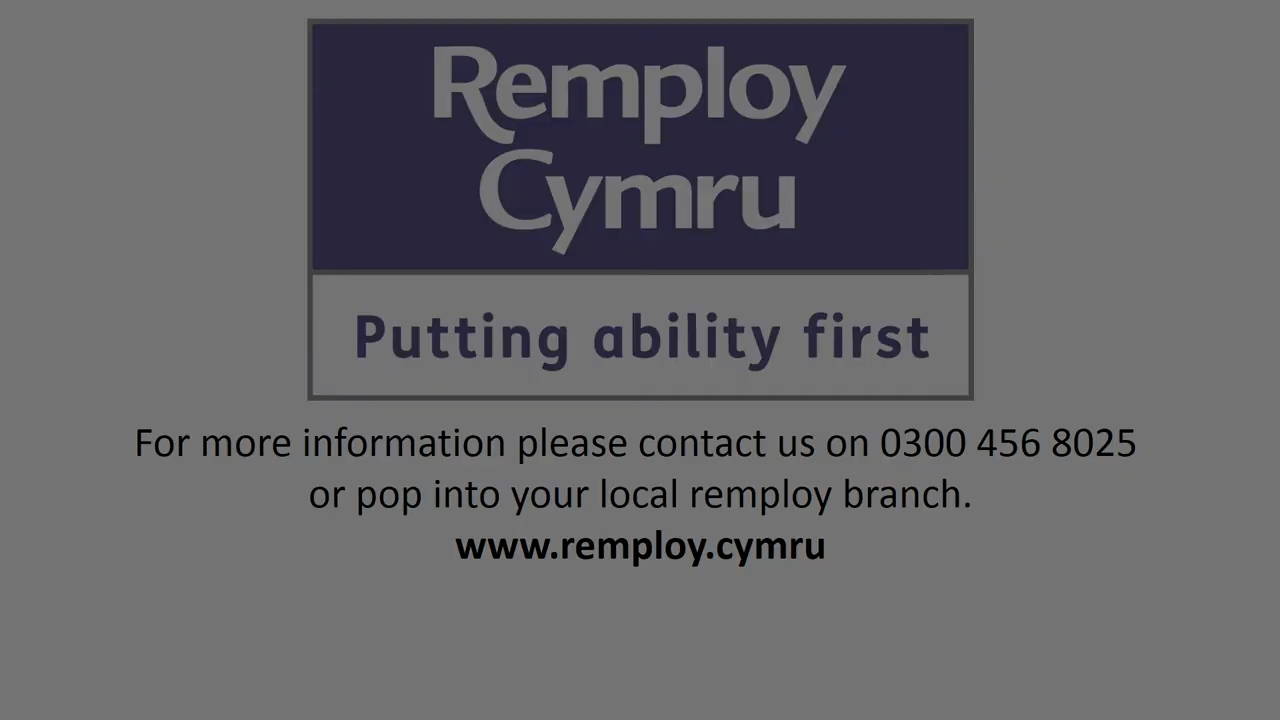 Remploy
Cymru
Putting ability first
For more information please contact us on 0300 456 8025
or pop into your local remploy branch.
www.remploy.cymru